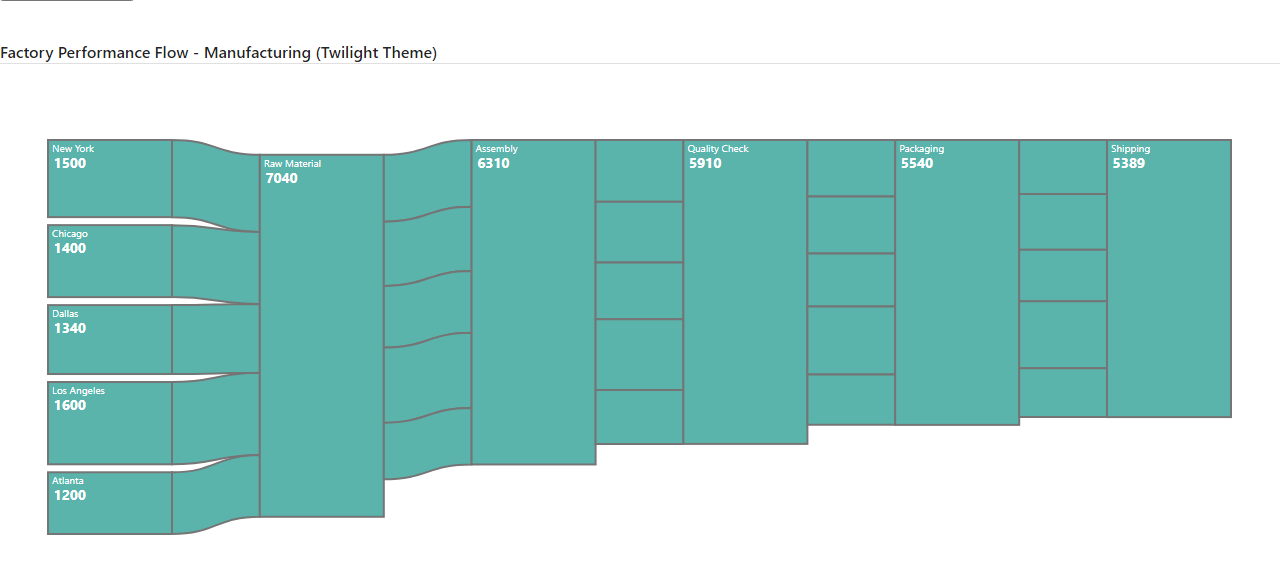 Factory Performance Flow - Manufacturing (Twilight Theme)
New York
1500
Chicago
1400
Dallas
1340
Los Angeles
1600
Atlanta
1200
Raw Material
7040
Assembly
6310
Quality Check
5910
Packaging
5540
Shipping
5389